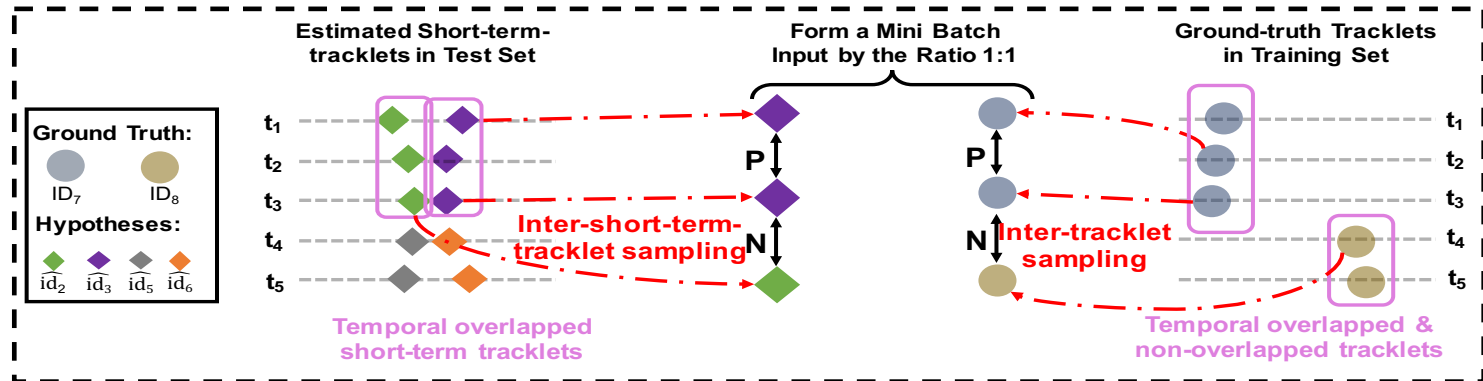 Estimated Short-term-
tracklets in Test Set
Form a Mini Batch
Input by the Ratio 1:1
Ground-truth Tracklets
in Training Set
Ground Truth:
ID7
ID8
Hypotheses:
id2
id3
id5
id6
t1
t2
t3
t4
t5
P
N
P
N
Inter-short-term-
tracklet sampling
Inter-tracklet
sampling
t1
t2
t3
t4
t5
Temporal overlapped
short-term tracklets
Temporal overlapped &
non-overlapped tracklets